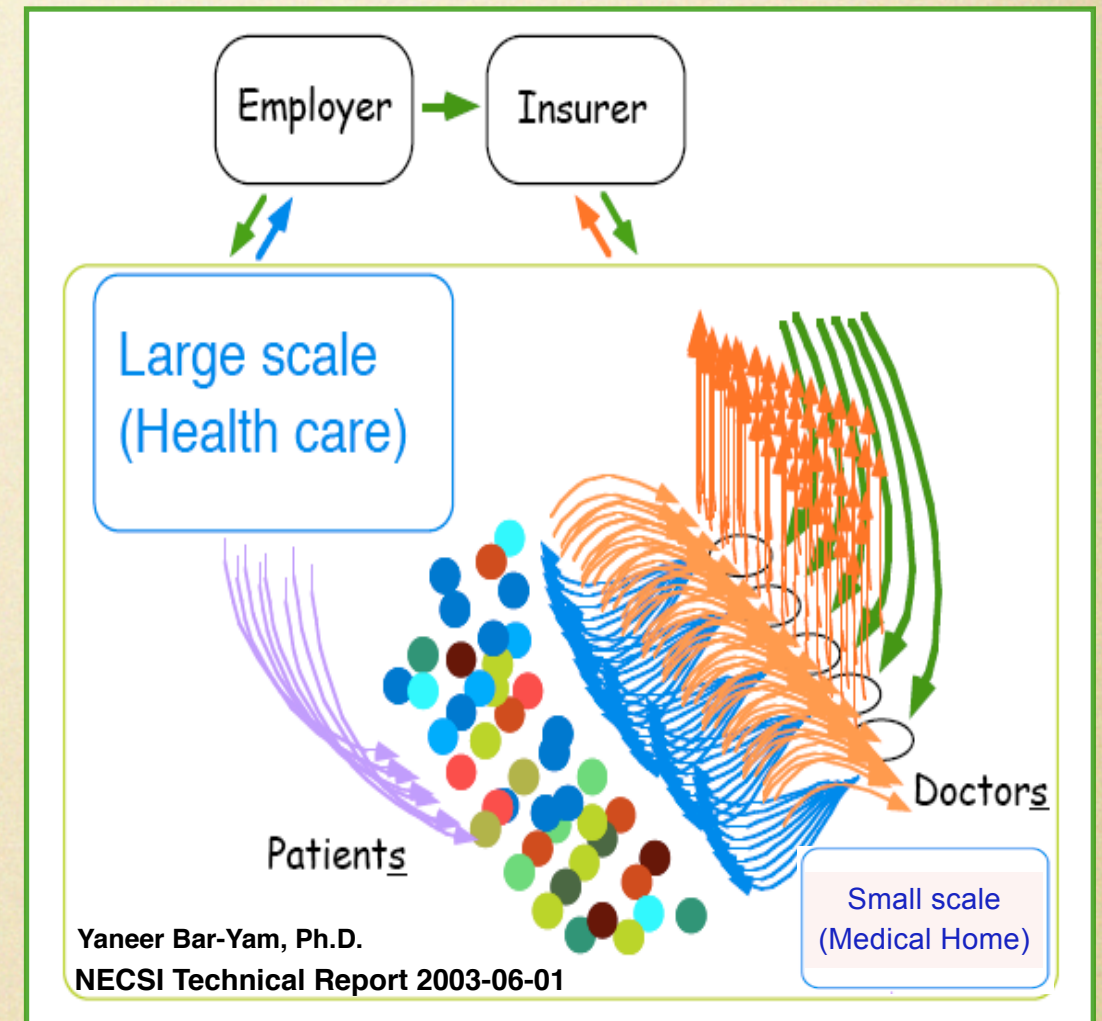 Employer
Insurer
Large scale
(Health care)
Doctors
Patients
Small scale
(Medical Home)
Yaneer Bar-Yam, Ph.D.
NECSI Technical Report 2003-06-01